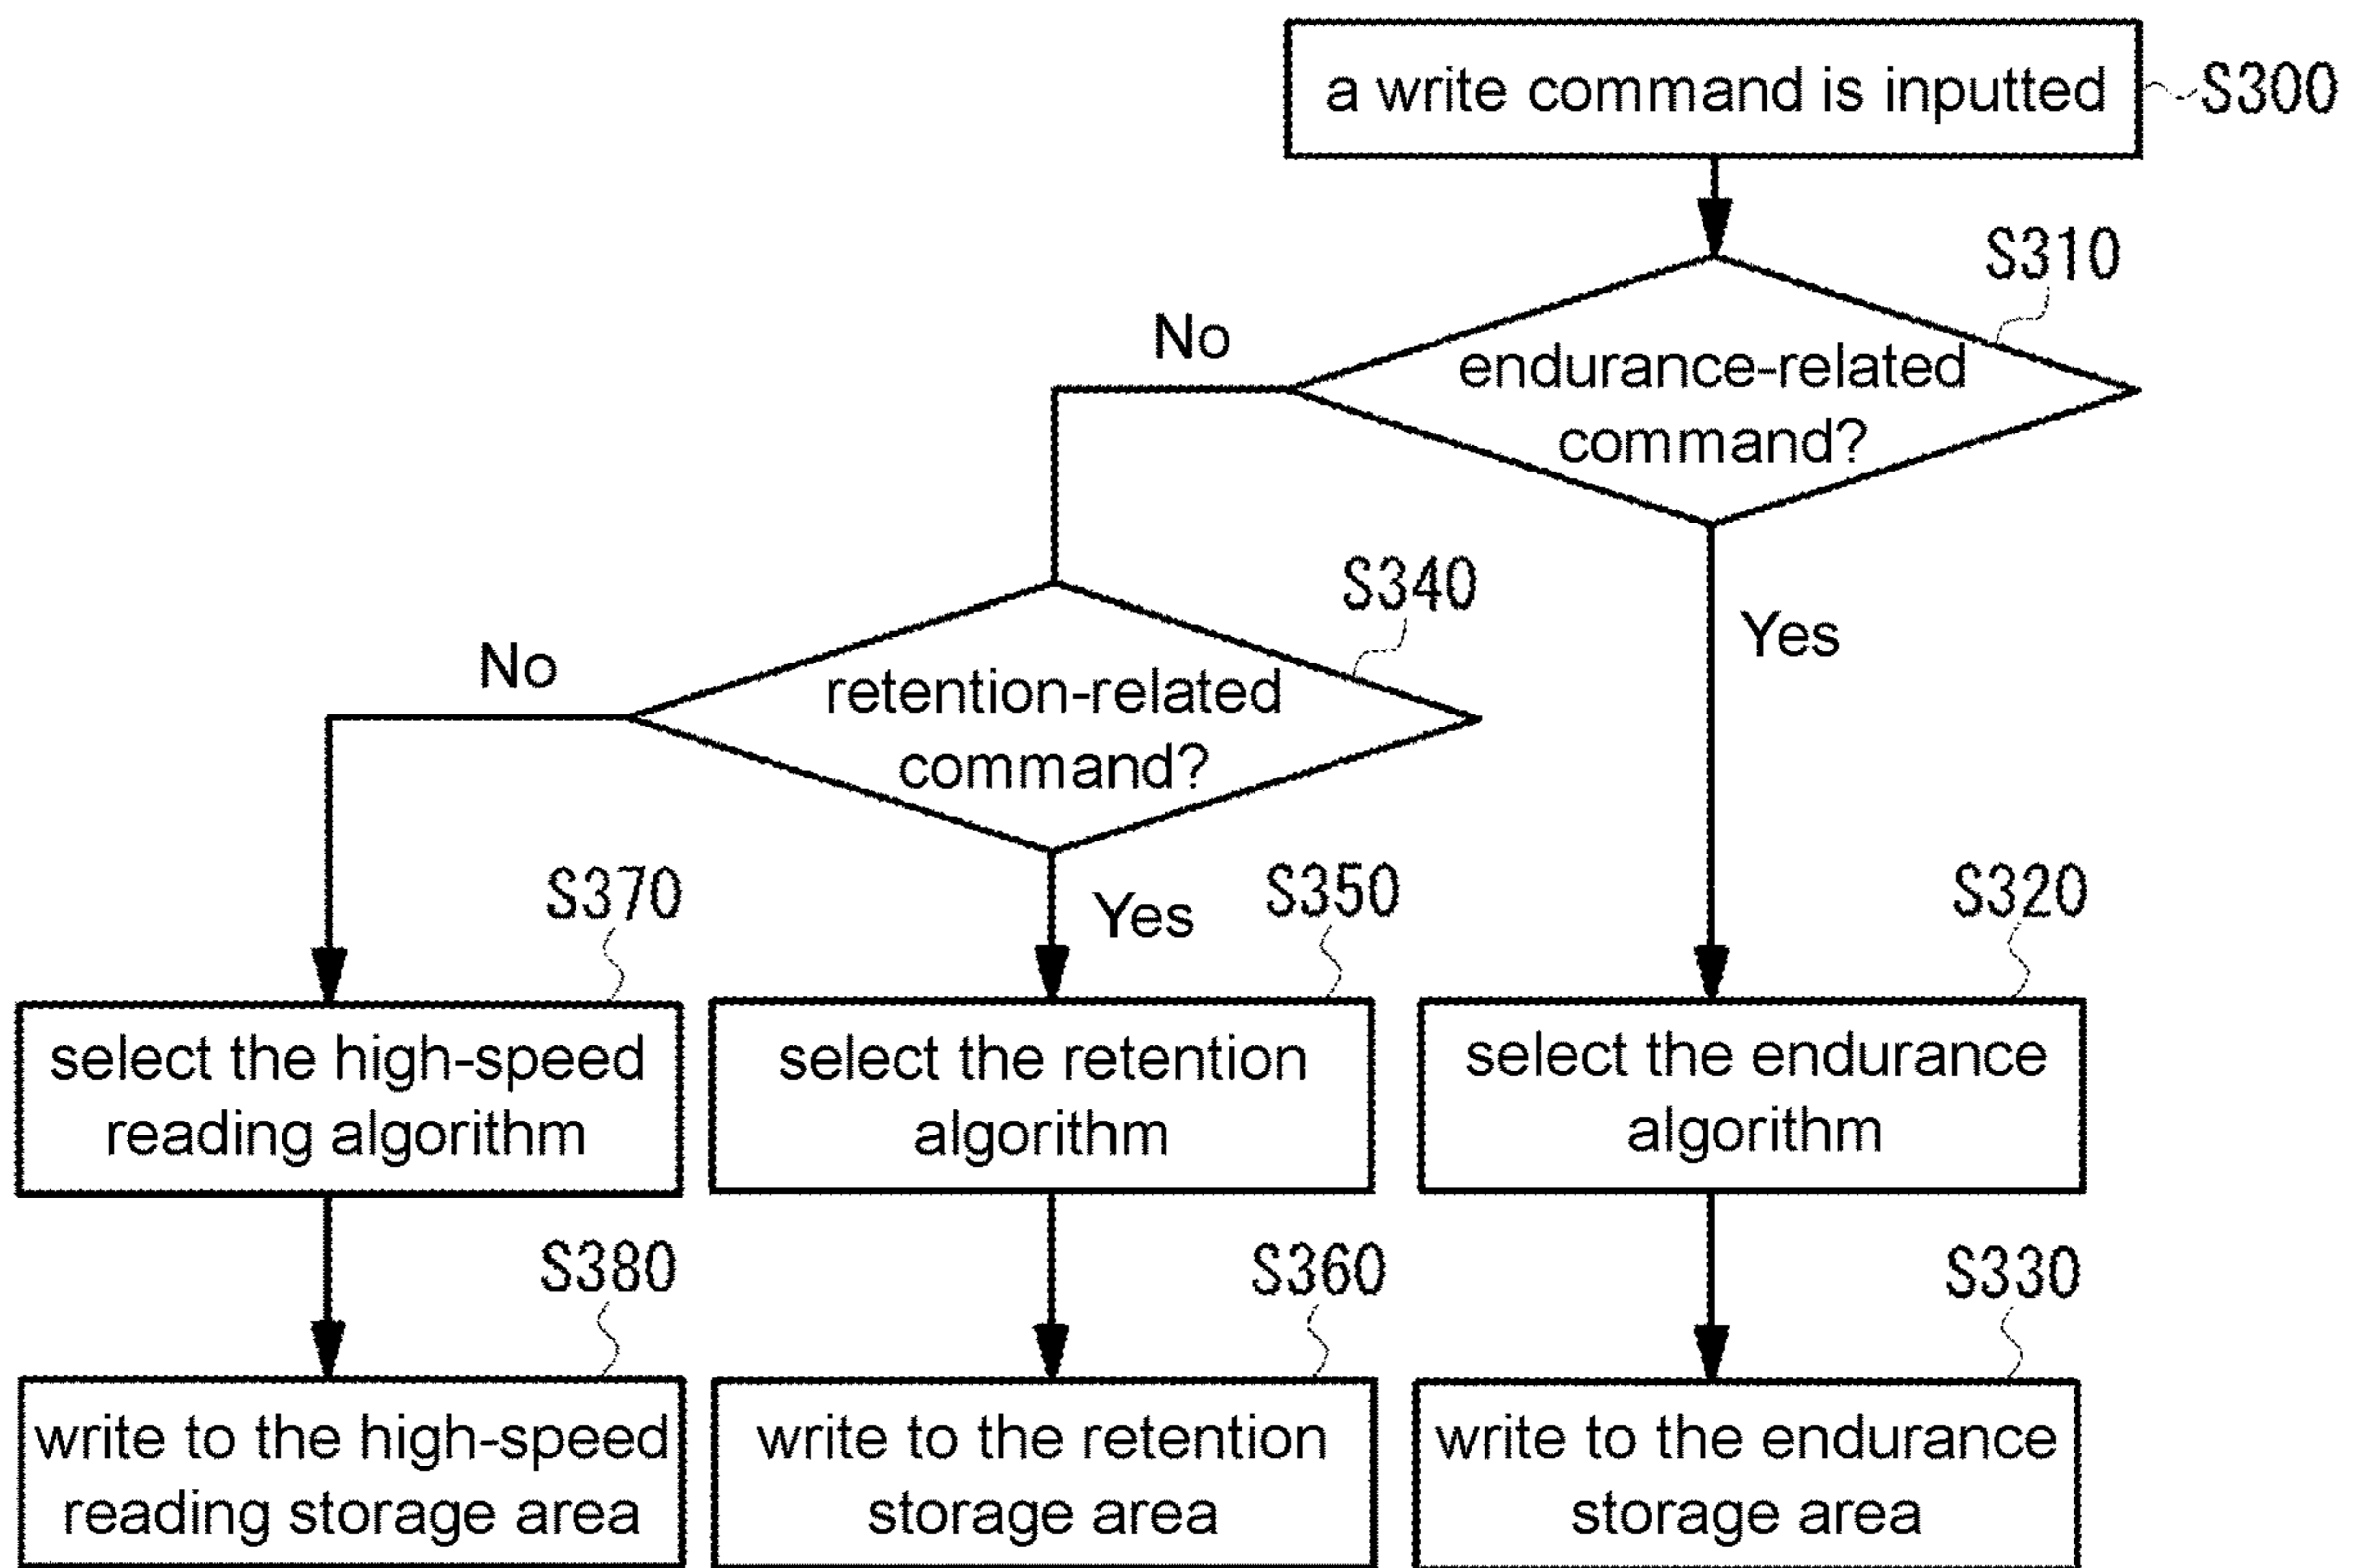 a write command is inputted
S300
S310
No
endurance-related
command?
S340
Yes
No
retention-related
command?
S370
Yes
S350
S320
select the high-speed
reading algorithm
select the retention
algorithm
select the endurance
algorithm
S380
S360
S330
write to the high-speed
reading storage area
write to the retention
storage area
write to the endurance
storage area